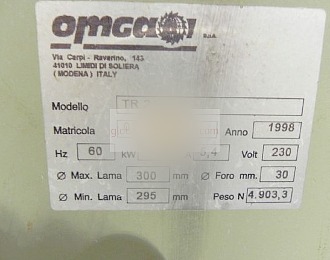 OMGA S.p.A.
Via Carpi - Ravarino, 143
41010 LIMIDI DI SOLIERA
( MODENA ) ITALY
Modello TR
Matricola Anno 1998
Hz 60 kW Volt 230
Ø Max. Lama 300 mm Ø Foro mm. 30
Ø Min. Lama 295 mm Peso N 4.903,3